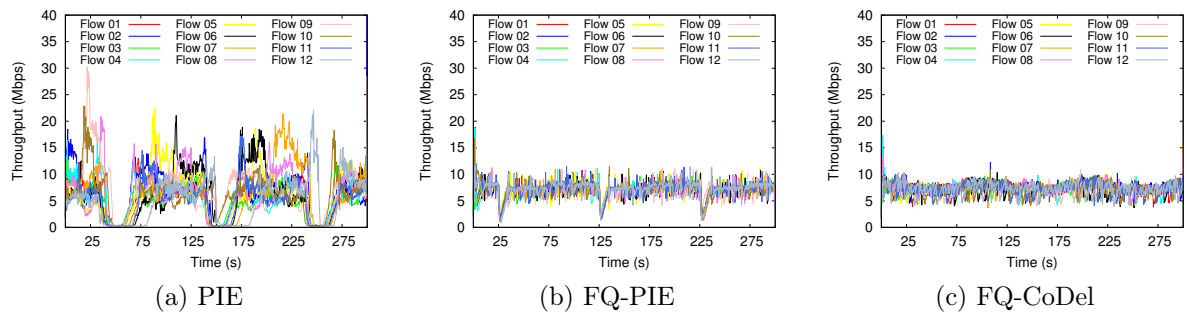 Throughput (Mbps)
40
35
30
25
20
15
10
5
0
Flow 01 Flow 05 Flow 09
Flow 02 Flow 06 Flow 10
Flow 03 Flow 07 Flow 11
Flow 04 Flow 08 Flow 12
25 75 125 175 225 275
Time (s)
(a) PIE
Throughput (Mbps)
40
35
30
25
20
15
10
5
0
Flow 01 Flow 05 Flow 09
Flow 02 Flow 06 Flow 10
Flow 03 Flow 07 Flow 11
Flow 04 Flow 08 Flow 12
25 75 125 175 225 275
Time (s)
(b) FQ-PIE
Throughput (Mbps)
40
35
30
25
20
15
10
5
0
Flow 01 Flow 05 Flow 09
Flow 02 Flow 06 Flow 10
Flow 03 Flow 07 Flow 11
Flow 04 Flow 08 Flow 12
25 75 125 175 225 275
Time (s)
(c) FQ-CoDel